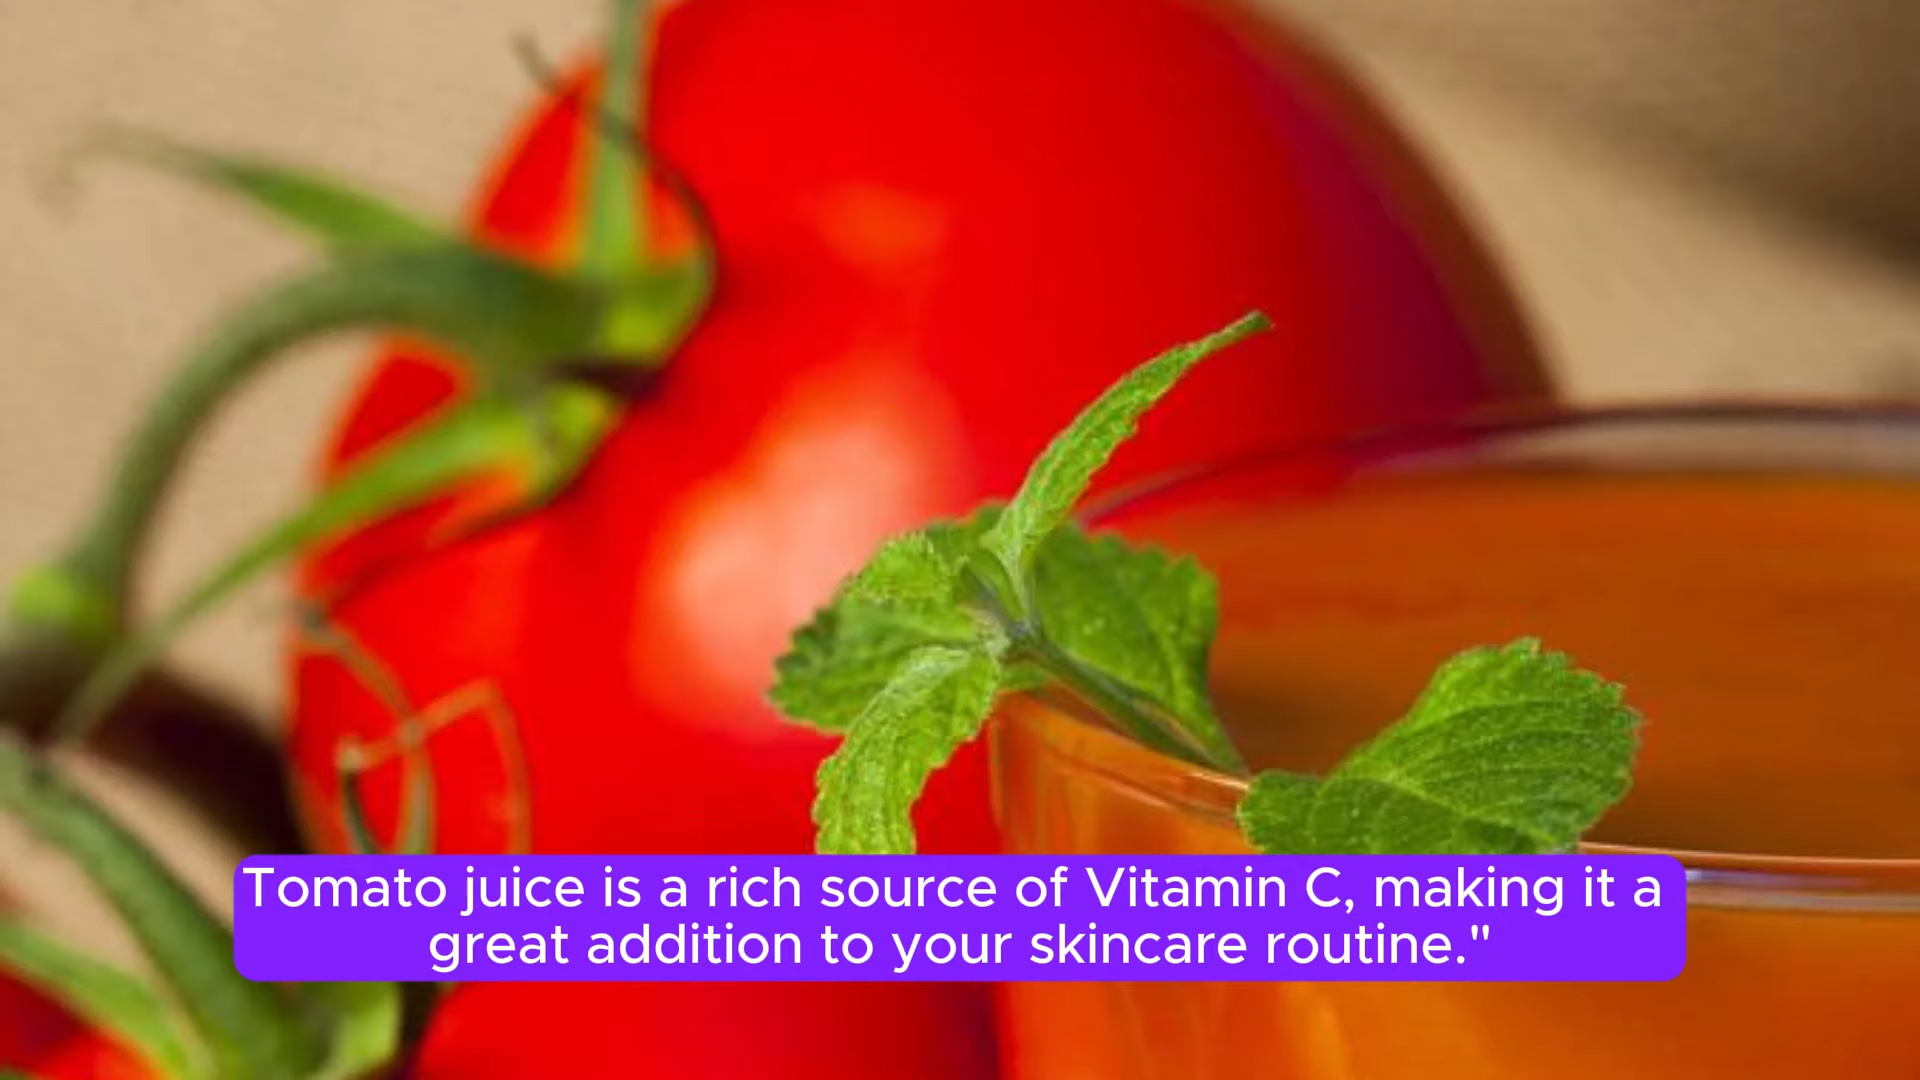 Tomato juice is a rich source of Vitamin C, making it a
great addition to your skincare routine."